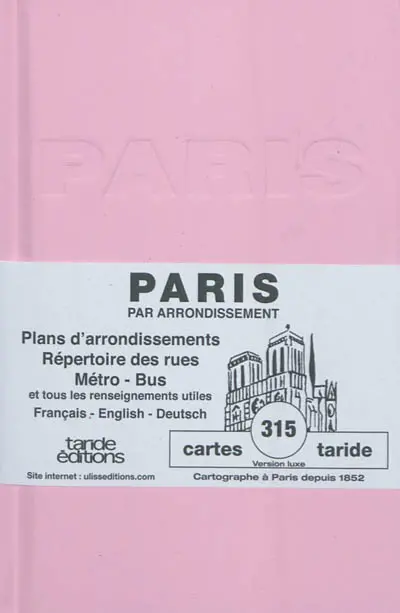 PARIS
PARIS
PAR ARRONDISSEMENT
Plans d'arrondissements
Répertoire des rues
Métro - Bus
et tous les renseignements utiles
Français - English - Deutsch
taride
éditions
Site internet : ulisseditions.com
315
cartes taride
Version luxe
Cartographe à Paris depuis 1852